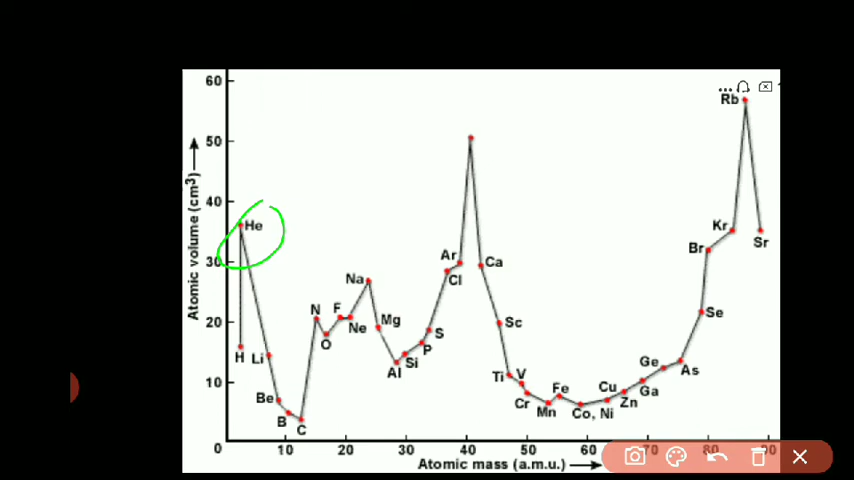 60
50
40
30
20
10
0
Atomic volume (cm³)
He
H
Li
Be
B
C
N
O
F
Ne
Na
Mg
Al
Si
P
S
Cl
Ar
Ca
Sc
Ti
V
Cr
Mn
Fe
Co, Ni
Cu
Zn
Ga
Ge
As
Se
Br
Kr
Rb
Sr
10 20 30 40 50 60 70 80 90
Atomic mass (a.m.u.)